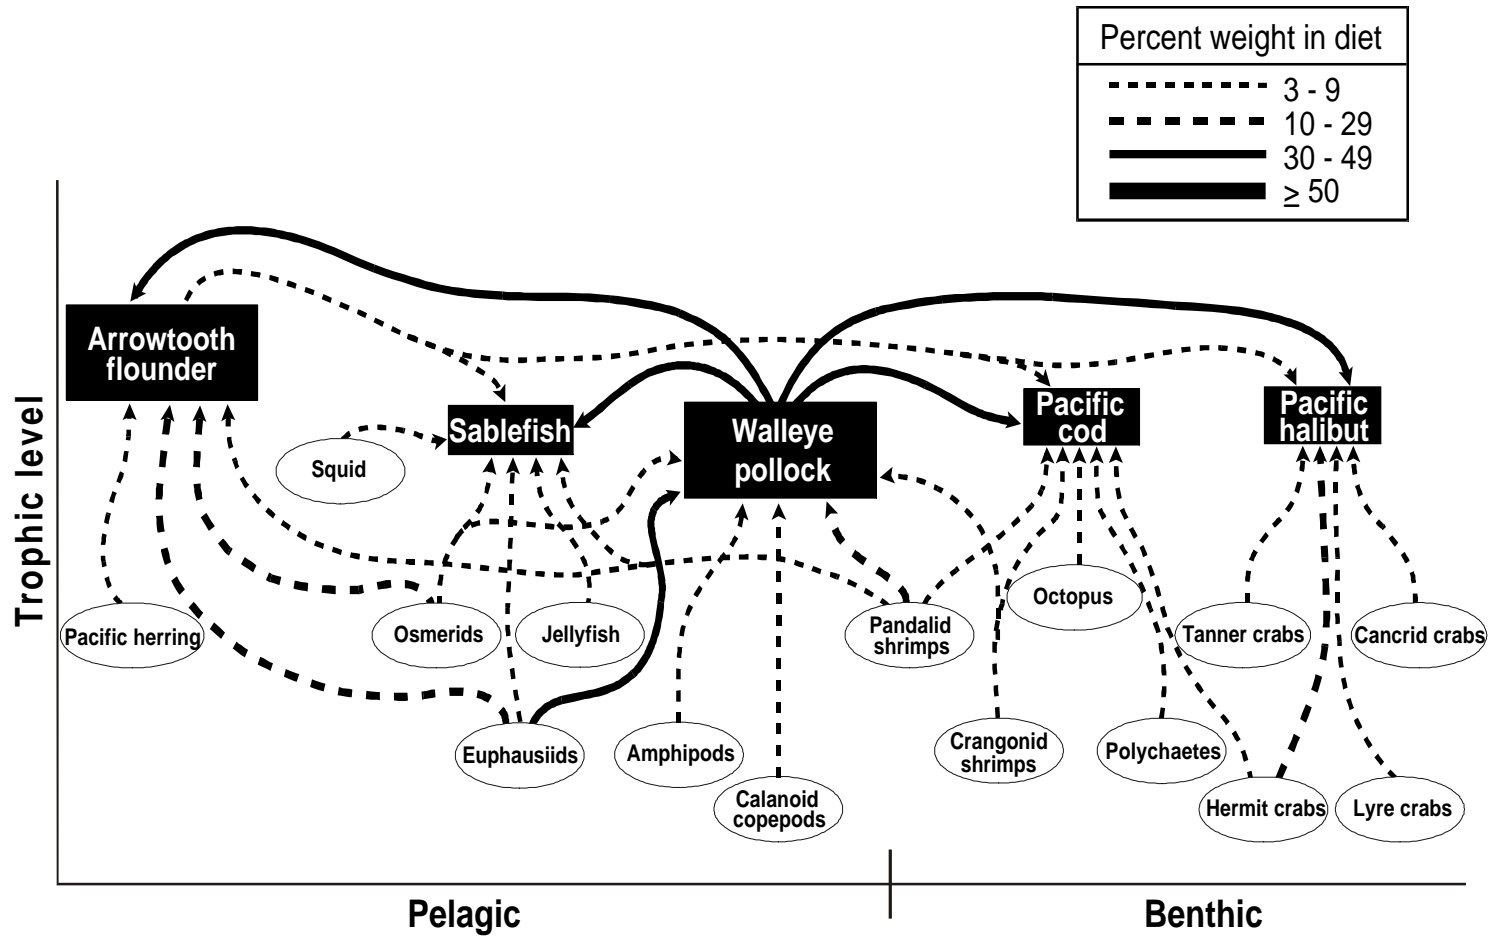 Percent weight in diet
3 - 9
10 - 29
30 - 49
≥ 50
Trophic level
Arrowtooth
flounder
Sablefish
Squid
Walleye
pollock
Pacific
cod
Pacific
halibut
Pacific herring
Osmerids
Jellyfish
Pandalid
shrimps
Octopus
Tanner crabs
Cancrid crabs
Euphausiids
Amphipods
Calanoid
copepods
Crangonid
shrimps
Polychaetes
Hermit crabs
Lyre crabs
Pelagic
Benthic